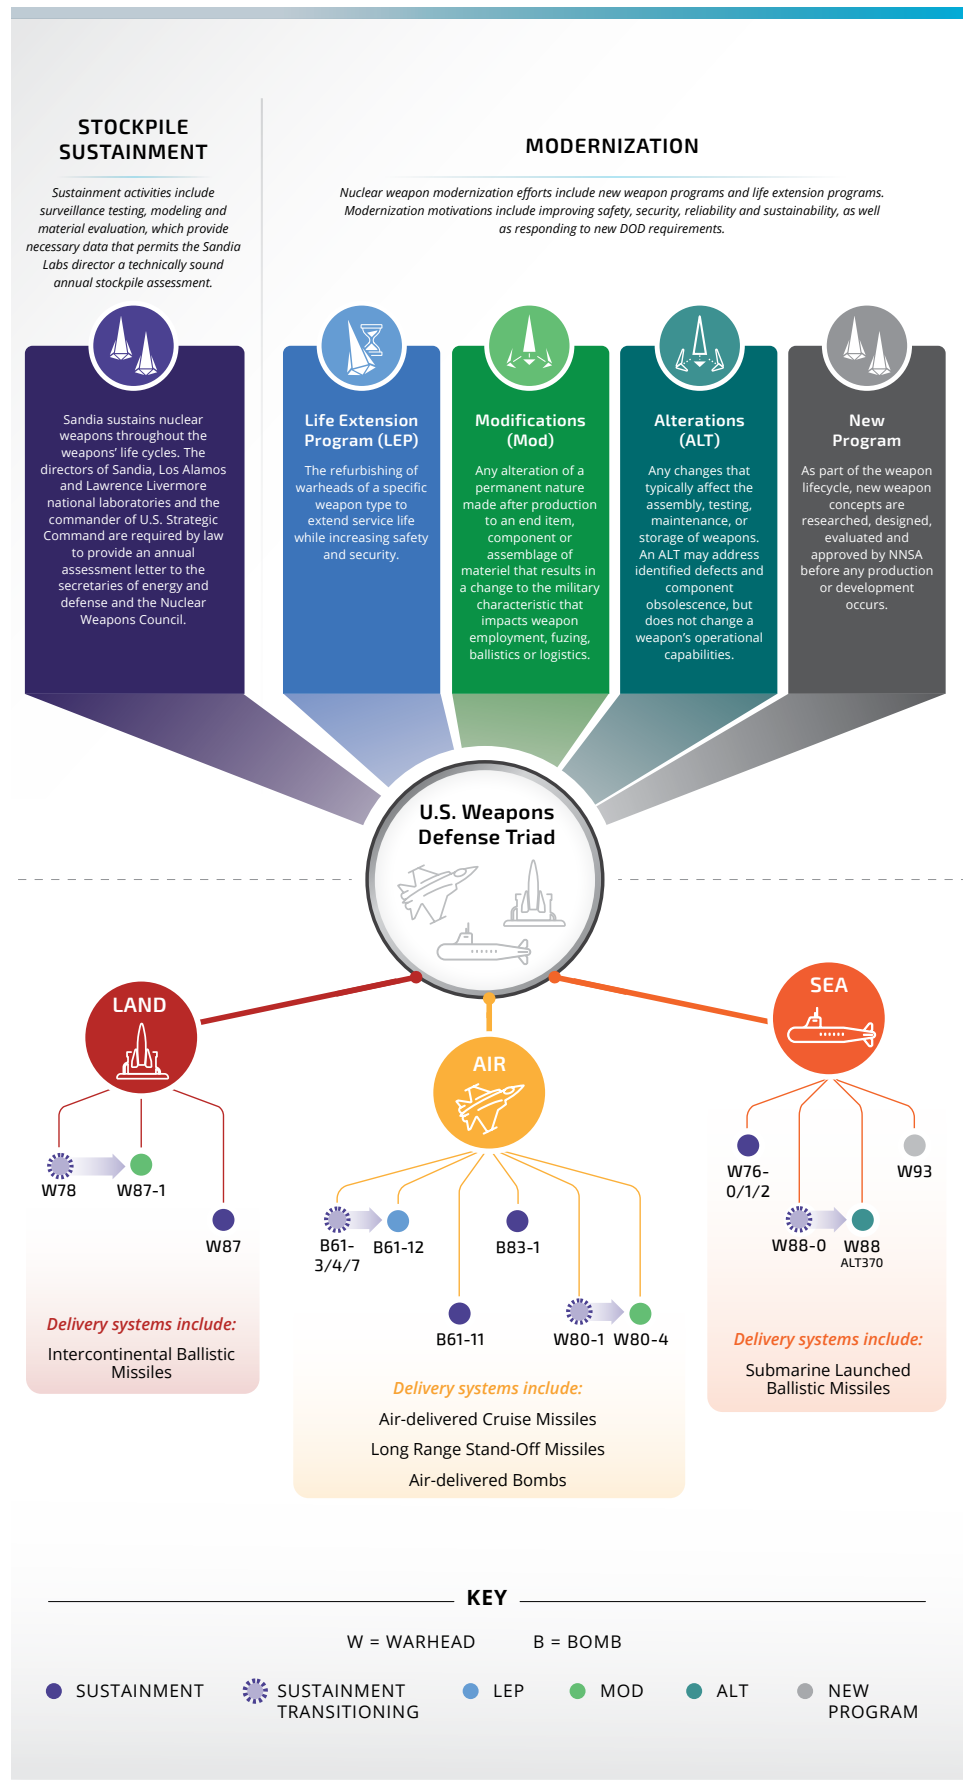 STOCKPILE
SUSTAINMENT
Sustainment activities include
surveillance testing, modeling and
material evaluation, which provide
necessary data that permits the Sandia
Labs director a technically sound
annual stockpile assessment.
MODERNIZATION
Nuclear weapon modernization efforts include new weapon programs and life extension programs.
Modernization motivations include improving safety, security, reliability and sustainability, as well
as responding to new DOD requirements.
Sandia sustains nuclear
weapons throughout the
weapons’ life cycles. The
directors of Sandia, Los Alamos
and Lawrence Livermore
national laboratories and the
commander of U.S. Strategic
Command are required by law
to provide an annual
assessment letter to the
secretaries of energy and
defense and the Nuclear
Weapons Council.
Life Extension
Program (LEP)
The refurbishing of
warheads of a specific
weapon type to
extend service life
while increasing safety
and security.
Modifications
(Mod)
Any alteration of a
permanent nature
made after production
to an end item,
component or
assemblage of
materiel that results in
a change to the military
characteristic that
impacts weapon
employment, fuzing,
ballistics or logistics.
Alterations
(ALT)
Any changes that
typically affect the
assembly, testing,
maintenance, or
storage of weapons.
An ALT may address
identified defects and
component
obsolescence, but
does not change a
weapon’s operational
capabilities.
New
Program
As part of the weapon
lifecycle, new weapon
concepts are
researched, designed,
evaluated and
approved by NNSA
before any production
or development
occurs.
U.S. Weapons
Defense Triad
LAND
W78
W87-1
W87
Delivery systems include:
Intercontinental Ballistic
Missiles
AIR
B61-
3/4/7
B61-12
B83-1
B61-11
W80-1
W80-4
Delivery systems include:
Air-delivered Cruise Missiles
Long Range Stand-Off Missiles
Air-delivered Bombs
SEA
W76-
0/1/2
W93
W88-0
W88
ALT370
Delivery systems include:
Submarine Launched
Ballistic Missiles
KEY
W = WARHEAD
B = BOMB
SUSTAINMENT
SUSTAINMENT
TRANSITIONING
LEP
MOD
ALT
NEW
PROGRAM